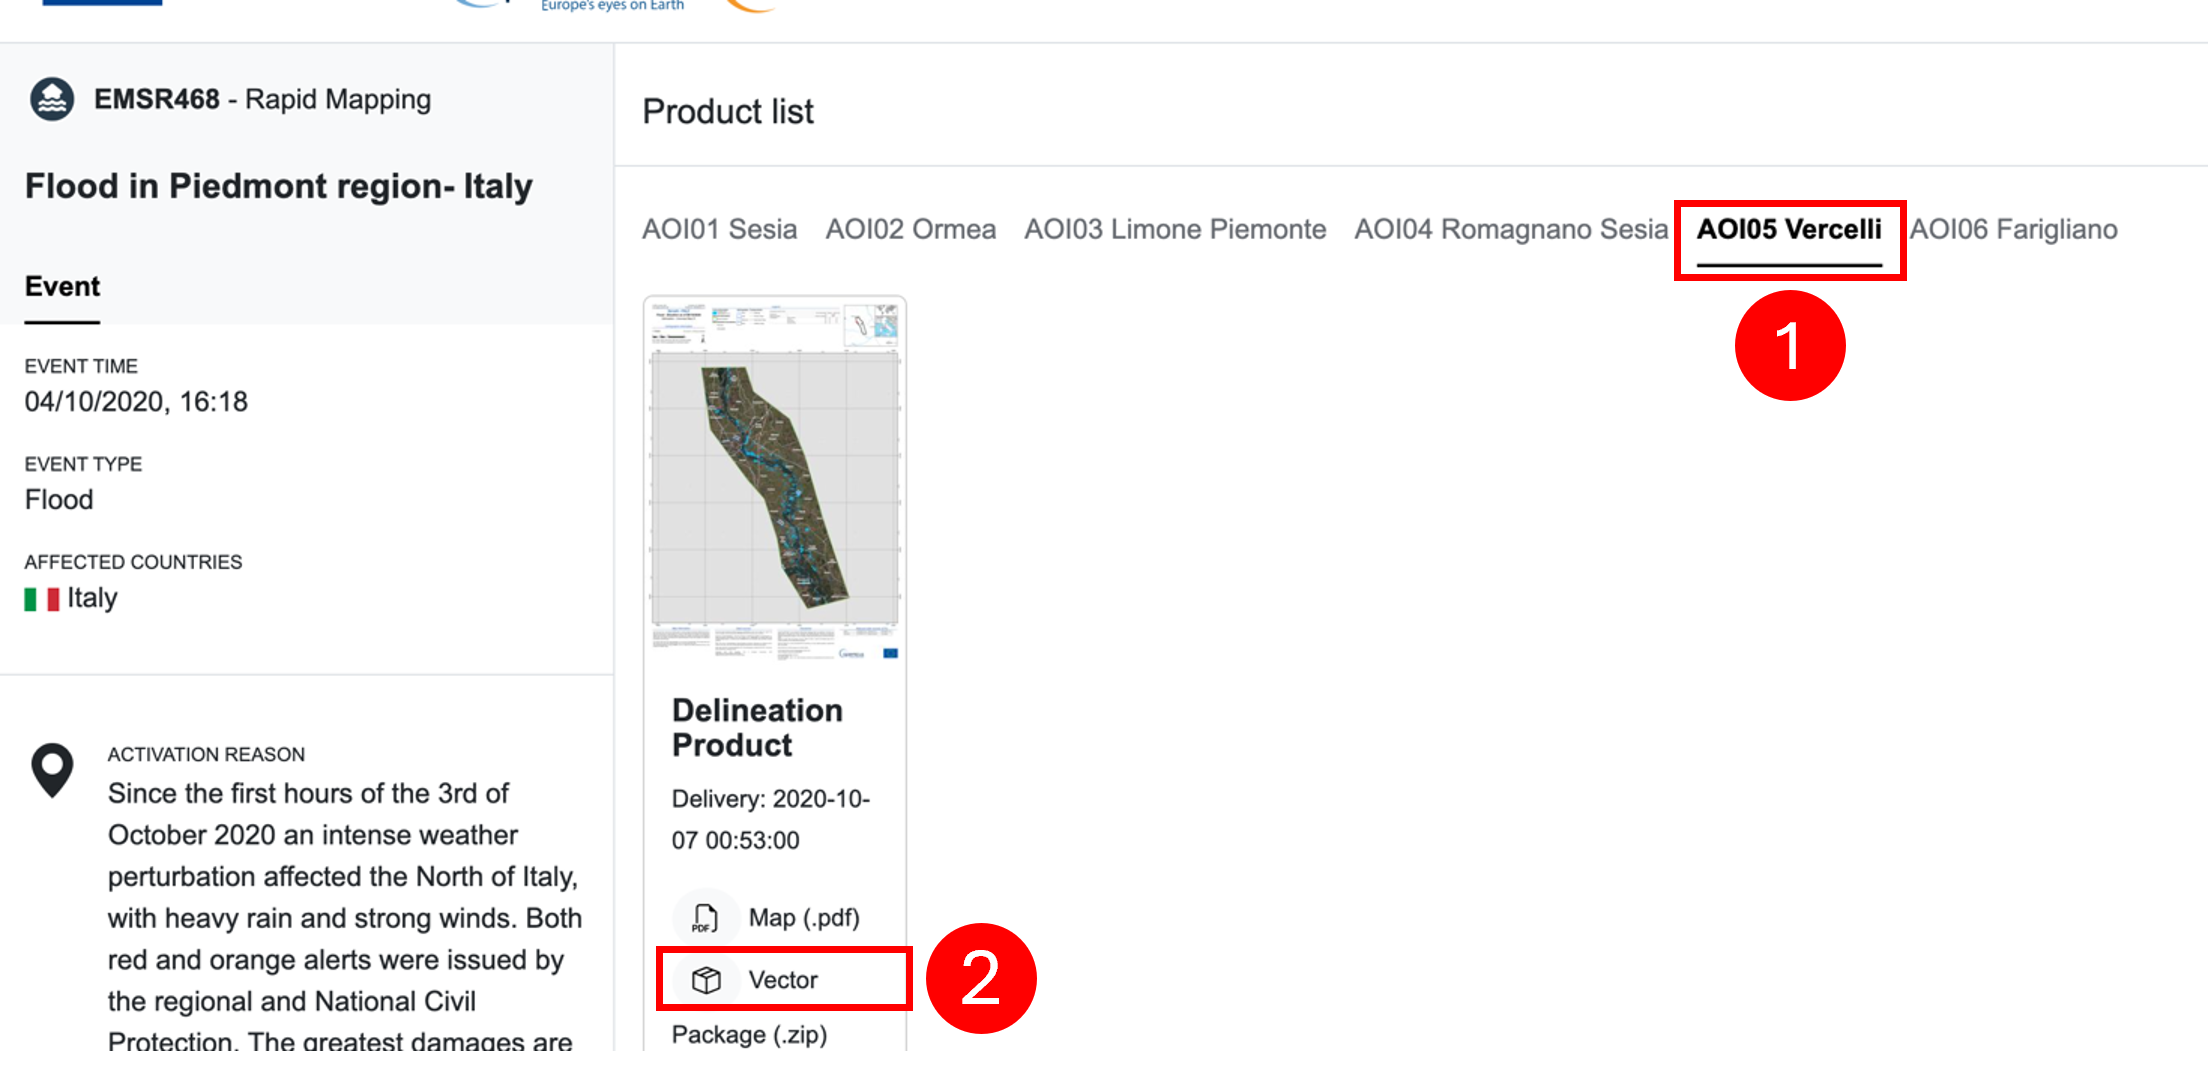 Europe's eyes on Earth
EMSR468 - Rapid Mapping
Flood in Piedmont region- Italy
Event
EVENT TIME
04/10/2020, 16:18
EVENT TYPE
Flood
AFFECTED COUNTRIES
Italy
ACTIVATION REASON
Since the first hours of the 3rd of
October 2020 an intense weather
perturbation affected the North of Italy,
with heavy rain and strong winds. Both
red and orange alerts were issued by
the regional and National Civil
Protection. The greatest damages are
Product list
AOI01 Sesia AOI02 Ormea AOI03 Limone Piemonte AOI04 Romagnano Sesia AOI05 Vercelli AOI06 Farigliano
1
Delineation
Product
Delivery: 2020-10-
07 00:53:00
PDF Map (.pdf)
Vector
2
Package (.zip)